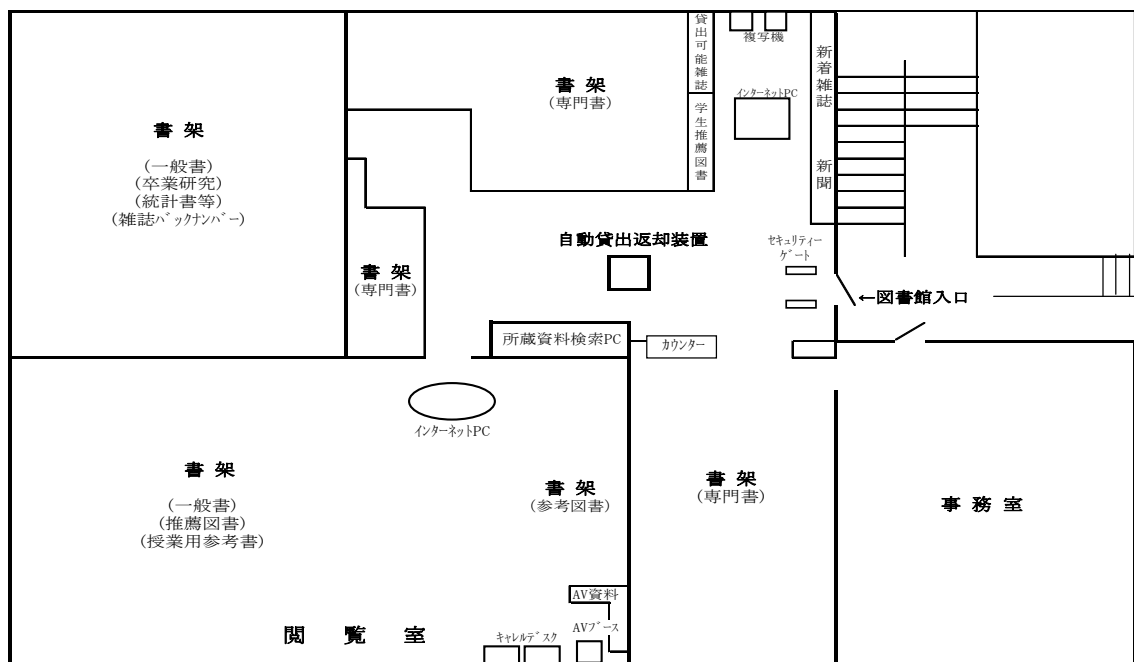 貸出可能雑誌
複写機
新着雑誌
書 架
(専門書)
インターネットPC
書 架
(一般書)
(卒業研究)
(統計書等)
(雑誌バックナンバー)
学生推薦図書
新聞
自動貸出返却装置
セキュリティー
ゲート
書 架
(専門書)
←図書館入口
所蔵資料検索PC
カウンター
インターネットPC
書 架
(一般書)
(推薦図書)
(授業用参考書)
書 架
(参考図書)
書 架
(専門書)
事 務 室
AV資料
閲 覧 室
キャレルデスク
AVブース